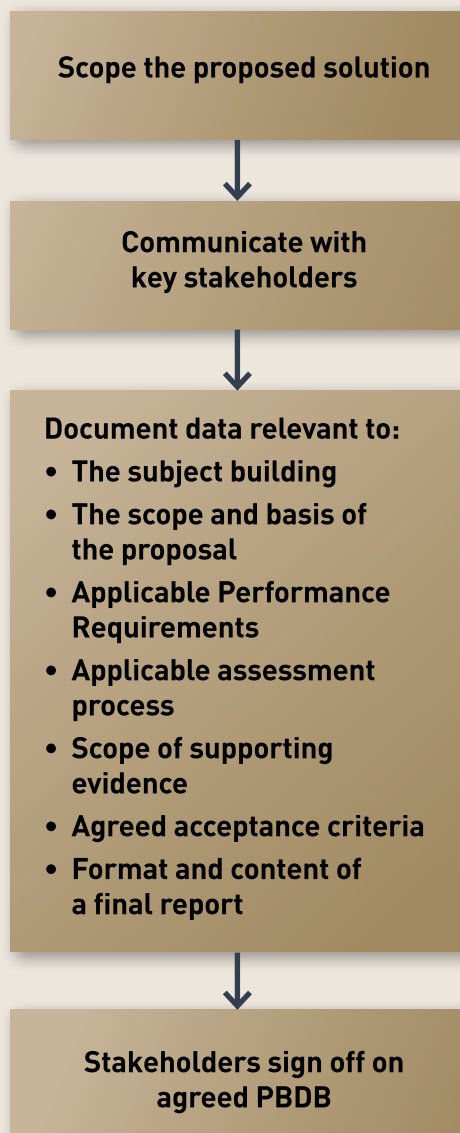 Scope the proposed solution
Communicate with
key stakeholders
Document data relevant to:
• The subject building
• The scope and basis of
the proposal
• Applicable Performance
Requirements
• Applicable assessment
process
• Scope of supporting
evidence
• Agreed acceptance criteria
• Format and content of
a final report
Stakeholders sign off on
agreed PBDB